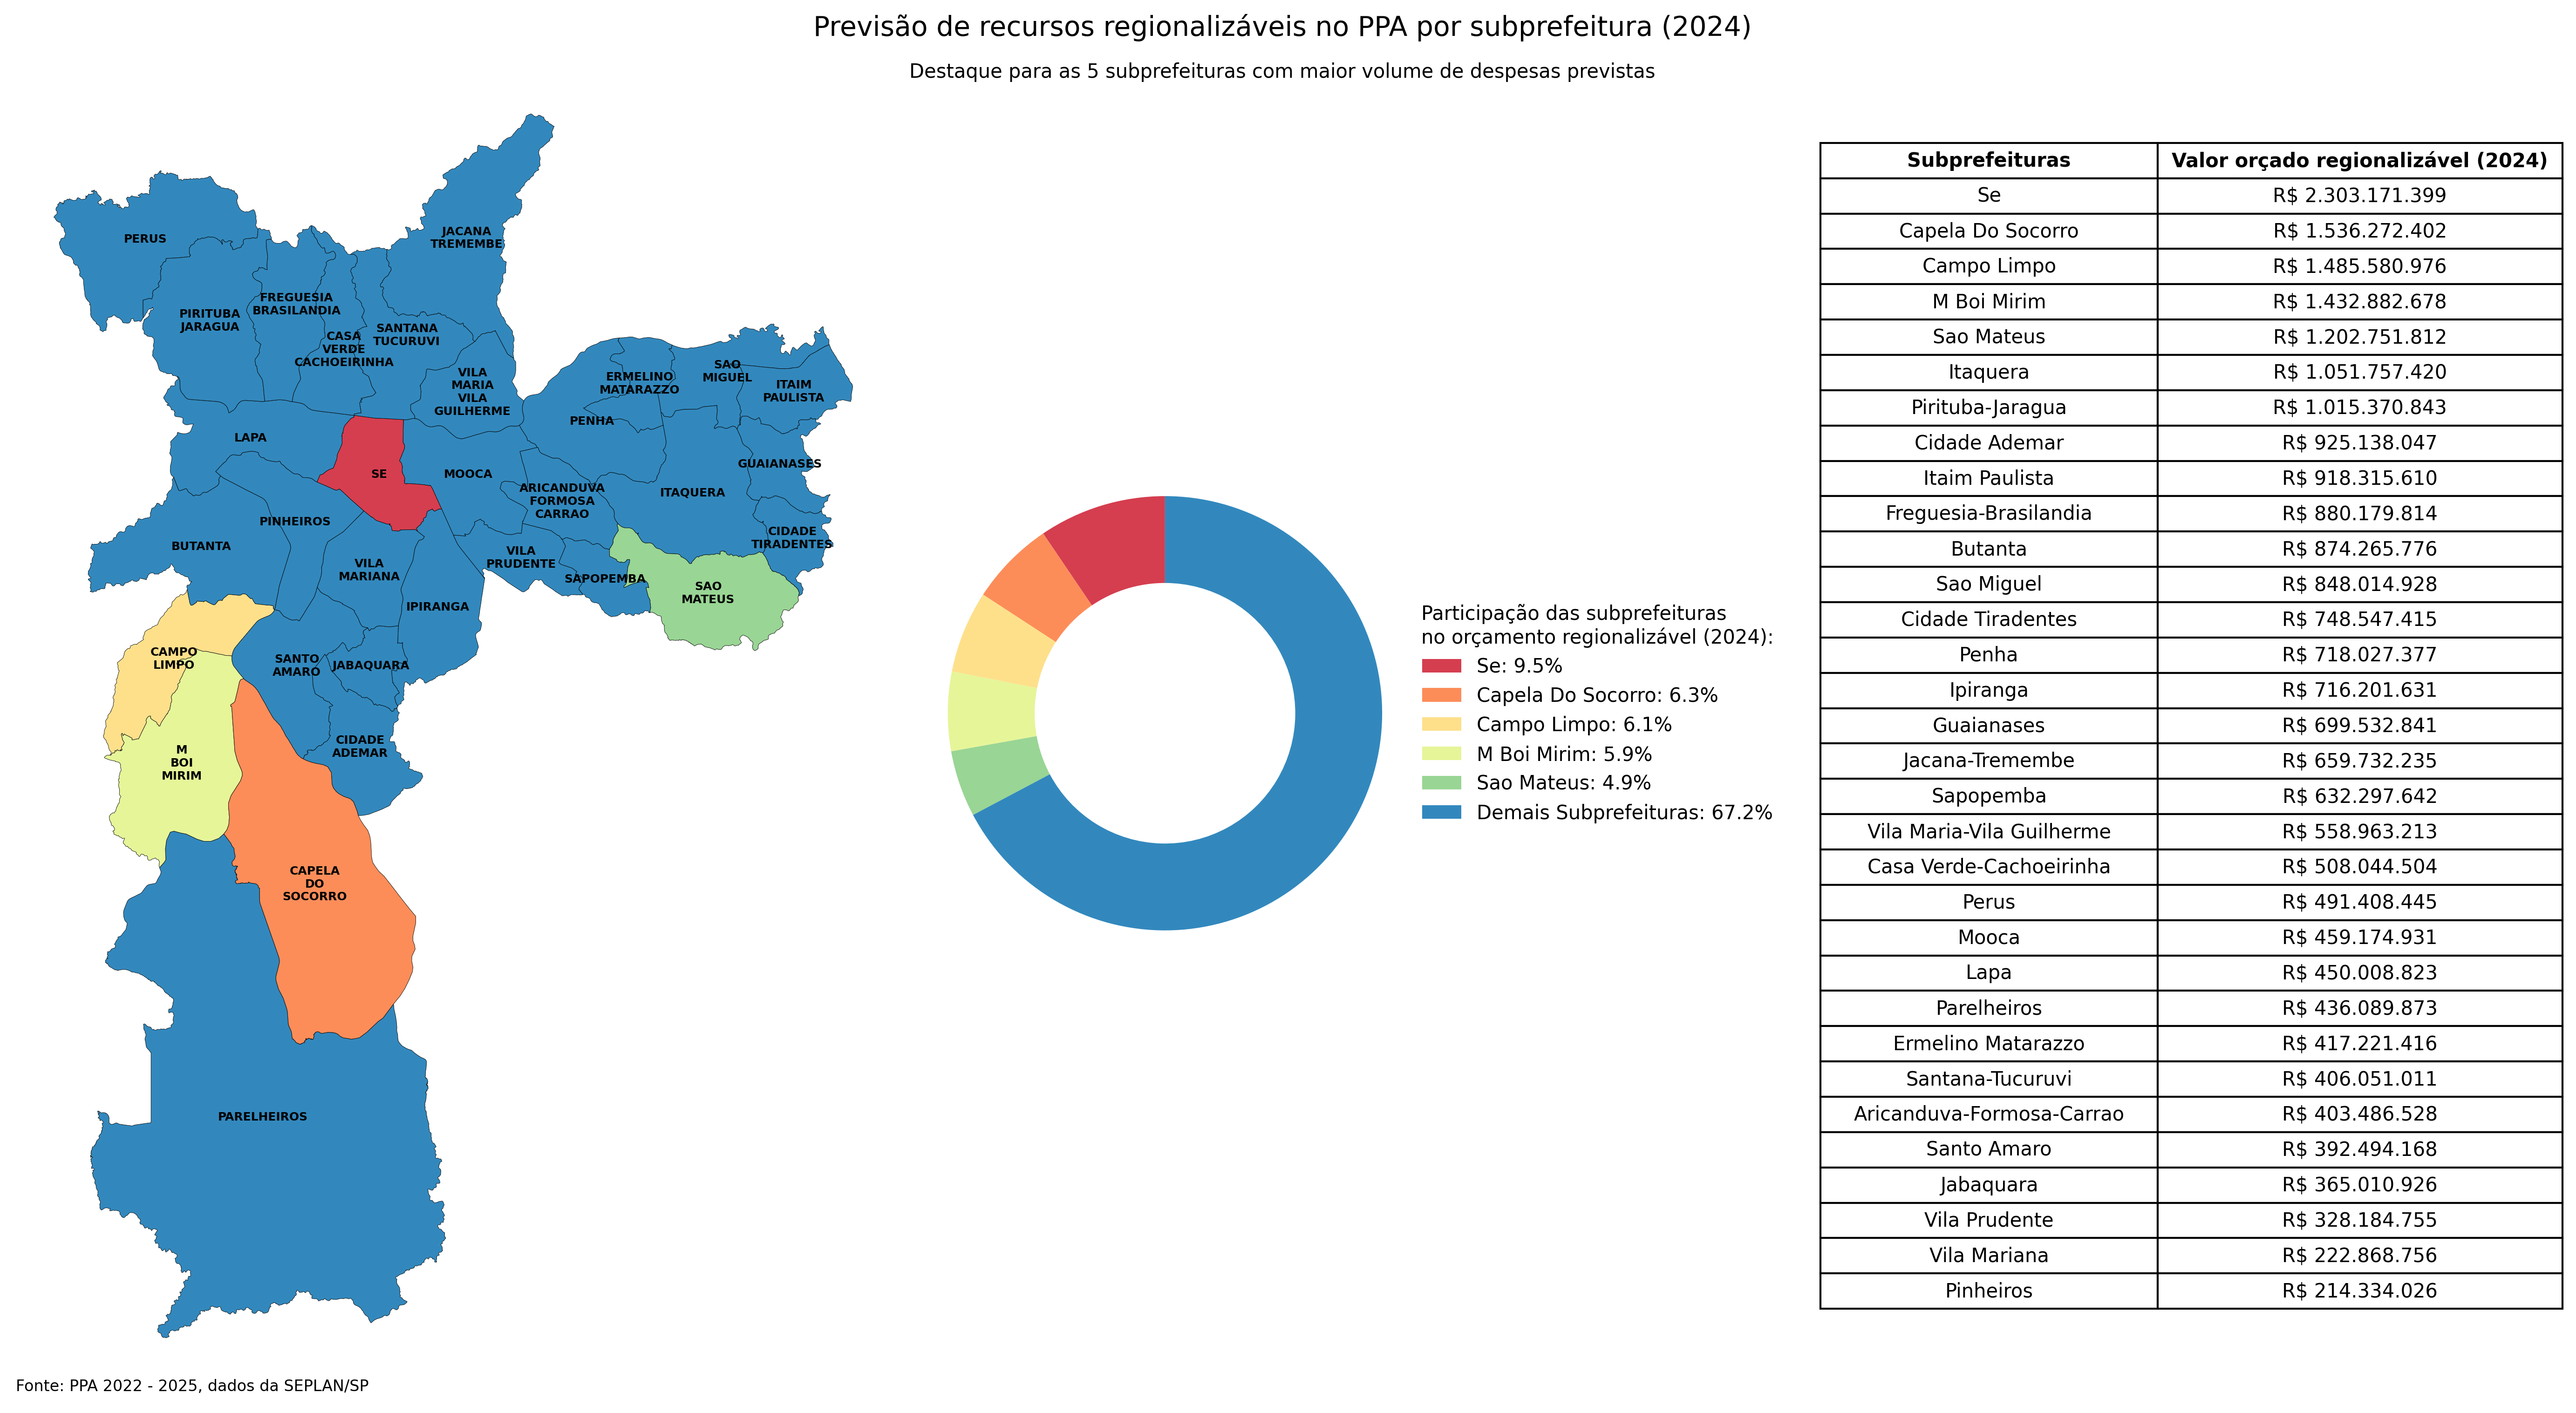 Previsão de recursos regionalizáveis no PPA por subprefeitura (2024)
Destaque para as 5 subprefeituras com maior volume de despesas previstas
JACANA
TREMEMBE
PERUS
FREGUESIA
BRASILANDIA
PIRITUBA
JARAGUA
CASA
VERDE
CACHOEIRINHA
SANTANA
TUCURUVI
VILA
MARIA
VILA
GUILHERME
ERMELINO
MATARAZZO
SAO
MIGUEL
ITAIM
PAULISTA
PENHA
LAPA
SE
MOOCA
GUAIANASES
ARICANDUVA
FORMOSA
CARRAO
ITAQUERA
PINHEIROS
BUTANTA
CIDADE
TIRADENTES
VILA
MARIANA
VILA
PRUDENTE
SAPOPEMBA
SAO
MATEUS
IPIRANGA
CAMPO
LIMPO
SANTO
AMARO
JABAQUARA
M
BOI
MIRIM
CIDADE
ADEMAR
CAPELA
DO
SOCORRO
PARELHEIROS
Participação das subprefeituras
no orçamento regionalizável (2024):
Se: 9.5%
Capela Do Socorro: 6.3%
Campo Limpo: 6.1%
M Boi Mirim: 5.9%
Sao Mateus: 4.9%
Demais Subprefeituras: 67.2%
Subprefeituras Valor orçado regionalizável (2024)
Se R$ 2.303.171.399
Capela Do Socorro R$ 1.536.272.402
Campo Limpo R$ 1.485.580.976
M Boi Mirim R$ 1.432.882.678
Sao Mateus R$ 1.202.751.812
Itaquera R$ 1.051.757.420
Pirituba-Jaragua R$ 1.015.370.843
Cidade Ademar R$ 925.138.047
Itaim Paulista R$ 918.315.610
Freguesia-Brasilandia R$ 880.179.814
Butanta R$ 874.265.776
Sao Miguel R$ 848.014.928
Cidade Tiradentes R$ 748.547.415
Penha R$ 718.027.377
Ipiranga R$ 716.201.631
Guaianases R$ 699.532.841
Jacana-Tremembe R$ 659.732.235
Sapopemba R$ 632.297.642
Vila Maria-Vila Guilherme R$ 558.963.213
Casa Verde-Cachoeirinha R$ 508.044.504
Perus R$ 491.408.445
Mooca R$ 459.174.931
Lapa R$ 450.008.823
Parelheiros R$ 436.089.873
Ermelino Matarazzo R$ 417.221.416
Santana-Tucuruvi R$ 406.051.011
Aricanduva-Formosa-Carrao R$ 403.486.528
Santo Amaro R$ 392.494.168
Jabaquara R$ 365.010.926
Vila Prudente R$ 328.184.755
Vila Mariana R$ 222.868.756
Pinheiros R$ 214.334.026
Fonte: PPA 2022 - 2025, dados da SEPLAN/SP